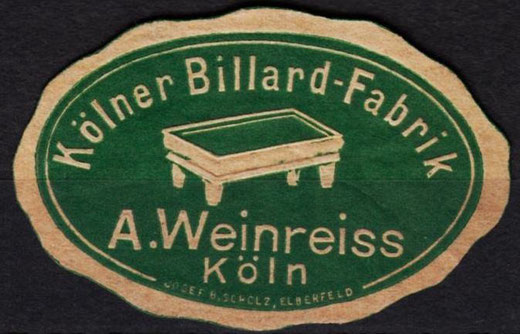 Kölner Billard-Fabrik
A. Weinreiss
Köln
JOSEF B. SCHOLZ, ELBERFELD